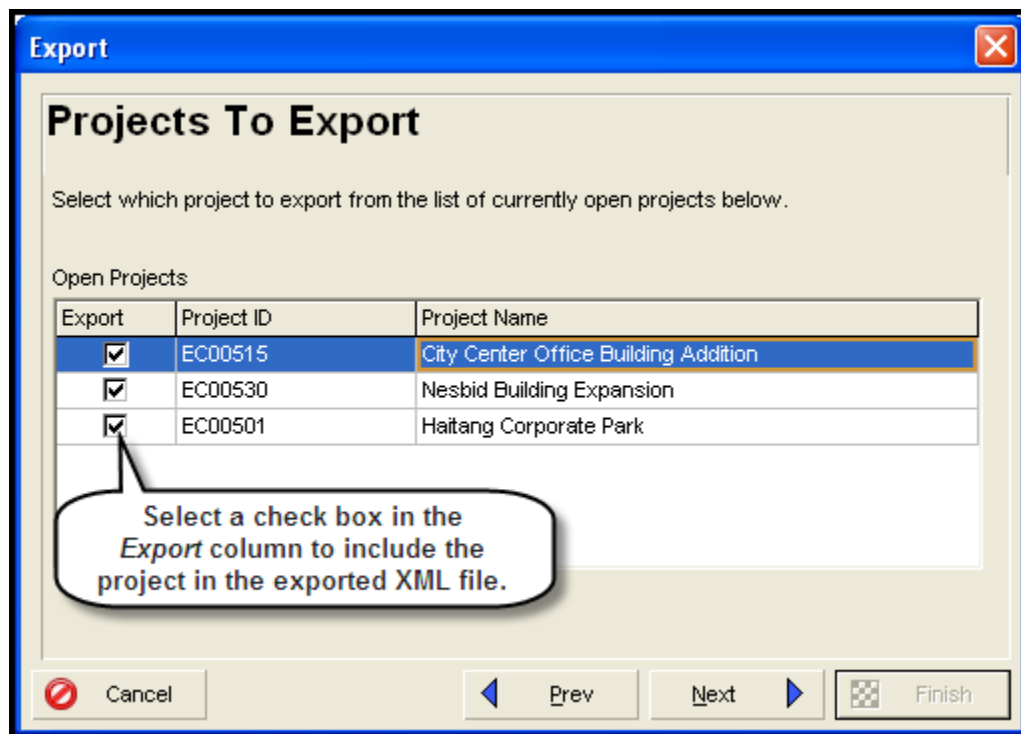 Export
Projects To Export
Select which project to export from the list of currently open projects below.
Open Projects
Export Project ID Project Name
EC00515 City Center Office Building Addition
EC00530 Nesbid Building Expansion
EC00501 Haitang Corporate Park
Select a check box in the
Export column to include the
project in the exported XML file.
Cancel Prev Next Finish